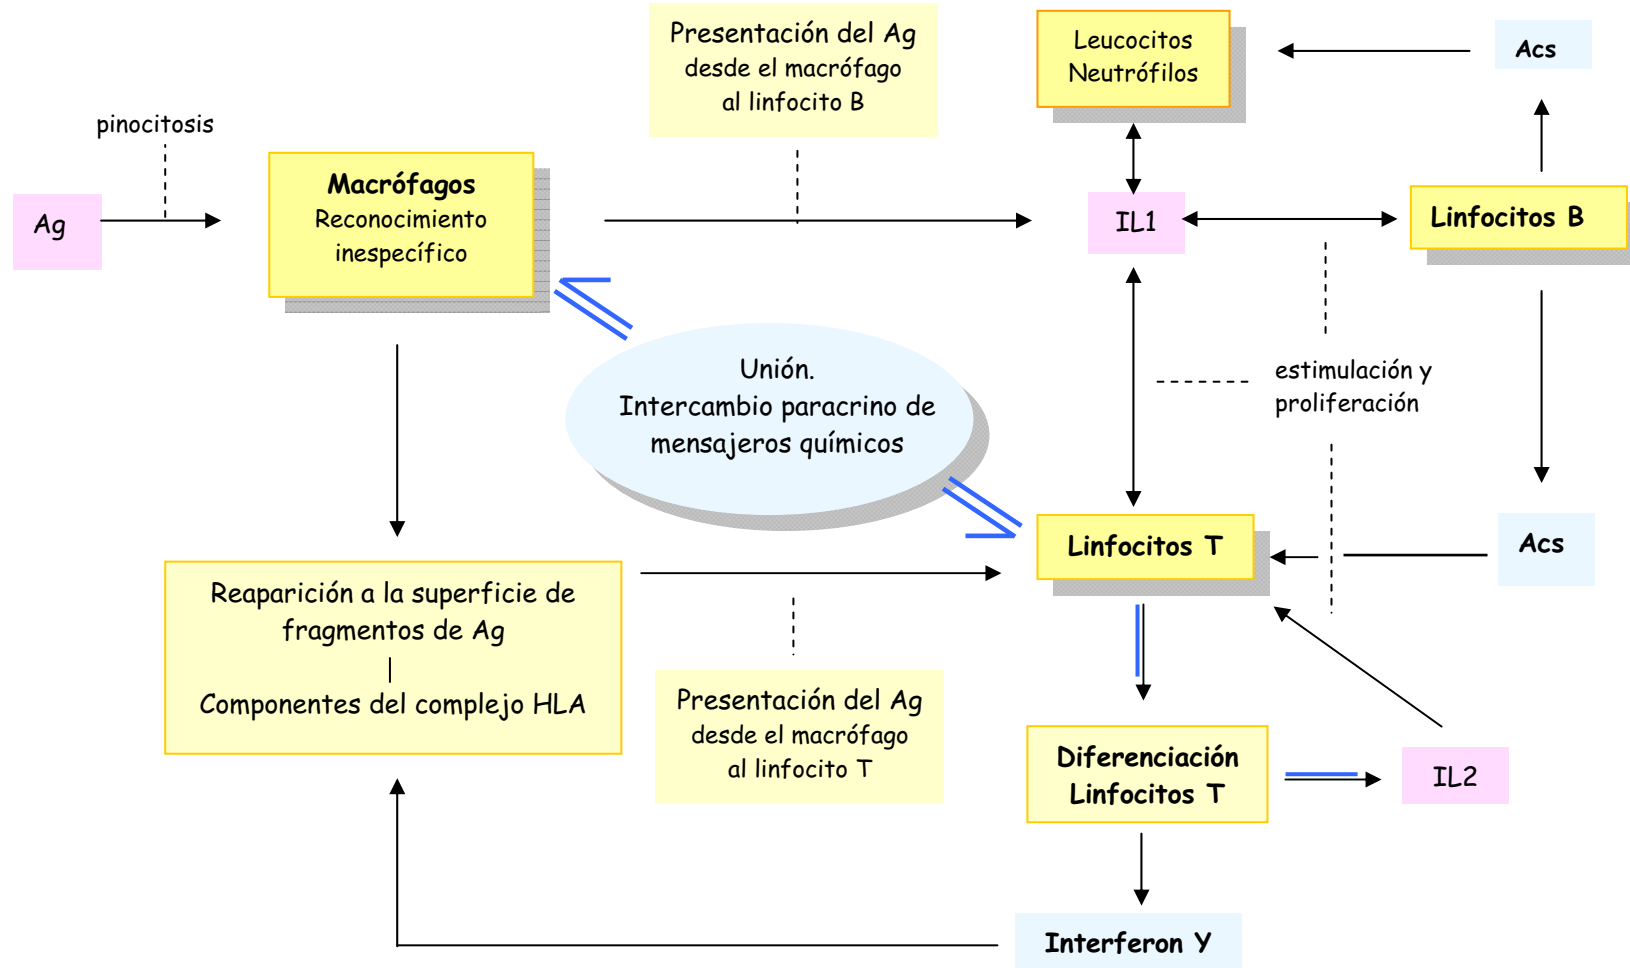 Presentación del Ag
desde el macrófago
al linfocito B
Leucocitos
Neutrófilos
Acs
pinocitosis
Ag
Macrófagos
Reconocimiento
inespecífico
IL1
Linfocitos B
Unión.
Intercambio paracrino de
mensajeros químicos
estimulación y
proliferación
Linfocitos T
Acs
Reaparición a la superficie de
fragmentos de Ag
Componentes del complejo HLA
Presentación del Ag
desde el macrófago
al linfocito T
Diferenciación
Linfocitos T
IL2
Interferon Y